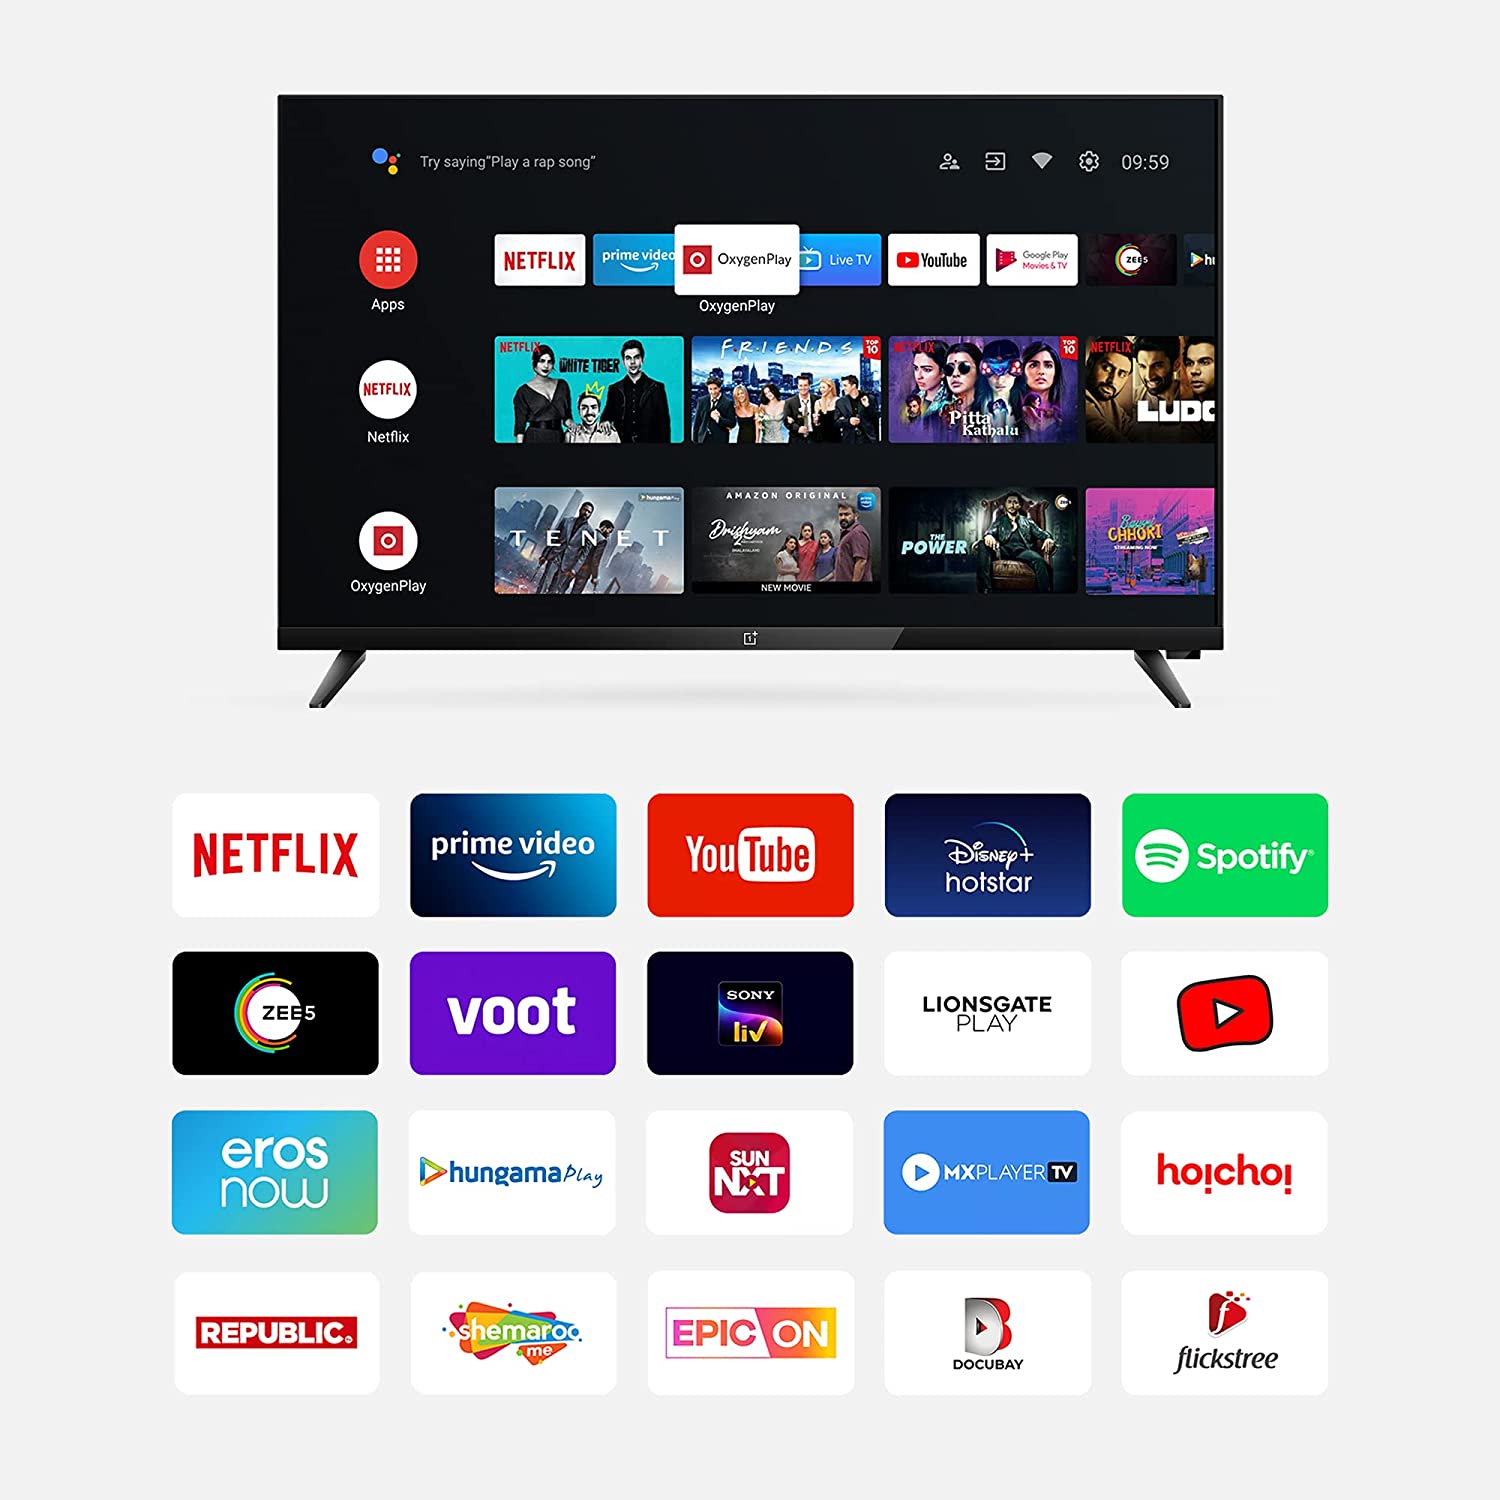 Try saying"Play a rap song"
09:59
Apps
NETFLIX
prime video
OxygenPlay
Live TV
YouTube
Google Play
Movies & TV
ZEE5
hu
OxygenPlay
NETFLIX
Netflix
NETFLIX
WHITE TIGER
F·R·I·E·N·D·S
TOP
10
NETFLIX
TOP
10
Pitta
Kathalu
NETFLIX
LUDO
OxygenPlay
hungama Play
TENET
AMAZON ORIGINAL
prime
video
Drishyam
2
MALAYALAM
NEW MOVIE
THE
POWER
ZEE5
CHHORI
STREAMING NOW
1+
NETFLIX
prime video
YouTube
Disney+
hotstar
Spotify®
ZEE5
voot
SONY
liv
LIONSGATE
PLAY
eros
now
hungama Play
SUN
NXT
MXPLAYER TV
hoichoi
REPUBLIC.
shemaroo
me
EPIC ON
DOCUBAY
flickstree